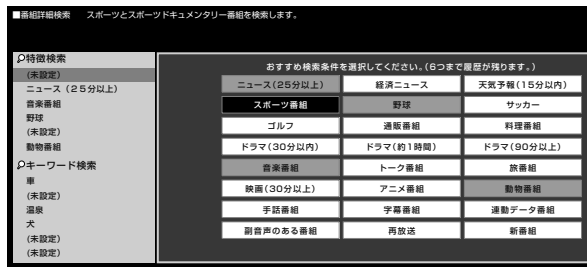 ■番組詳細検索 スポーツとスポーツドキュメンタリー番組を検索します。
特徴検索
(未設定)
ニュース(25分以上)
音楽番組
野球
(未設定)
動物番組
キーワード検索
車
(未設定)
温泉
犬
(未設定)
(未設定)
おすすめ検索条件を選択してください。(6つまで履歴が残ります。)
ニュース(25分以上) 経済ニュース 天気予報(15分以内)
スポーツ番組 野球 サッカー
ゴルフ 通販番組 料理番組
ドラマ(30分以内) ドラマ(約1時間) ドラマ(90分以上)
音楽番組 トーク番組 旅番組
映画(30分以上) アニメ番組 動物番組
手話番組 字幕番組 連動データ番組
副音声のある番組 再放送 新番組